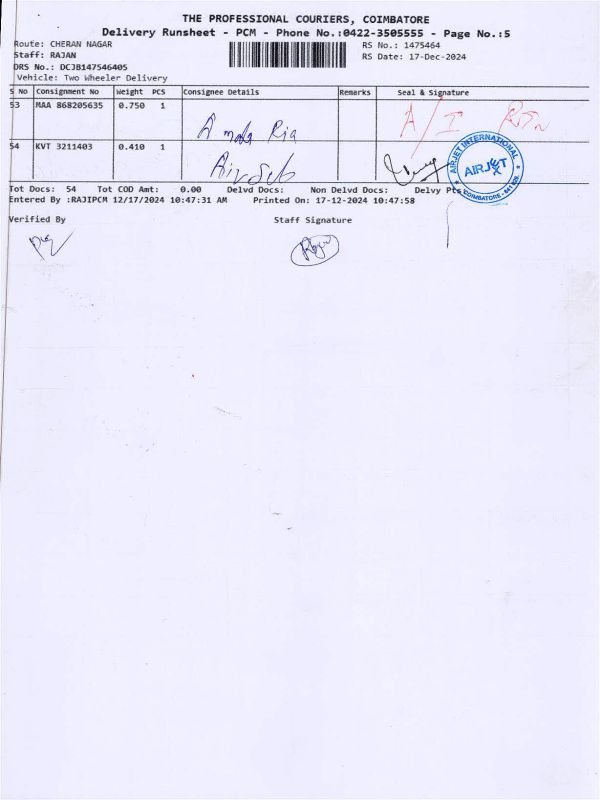 THE PROFESSIONAL COURIERS, COIMBATORE
Delivery Runsheet - PCM - Phone No.:0422-3505555 - Page No.:5
Route: CHERAN NAGAR
RS No.: 1475464
Staff: RAJAN
RS Date: 17-Dec-2024
DRS No.: DCJB147546405
Vehicle: Two Wheeler Delivery
S No Consignment No Weight PCS Consignee Details Remarks Seal & Signature
53 MAA 868205635 0.750 1 A/I RTn
54 KVT 3211403 0.410 1
AIRJET INTERNATIONAL
AIRJET
COIMBATORE
Tot Docs: 54 Tot COD Amt: 0.00 Delvd Docs: Non Delvd Docs: Delvy Pts
Entered By :RAJIPCM 12/17/2024 10:47:31 AM Printed On: 17-12-2024 10:47:58
Verified By Staff Signature